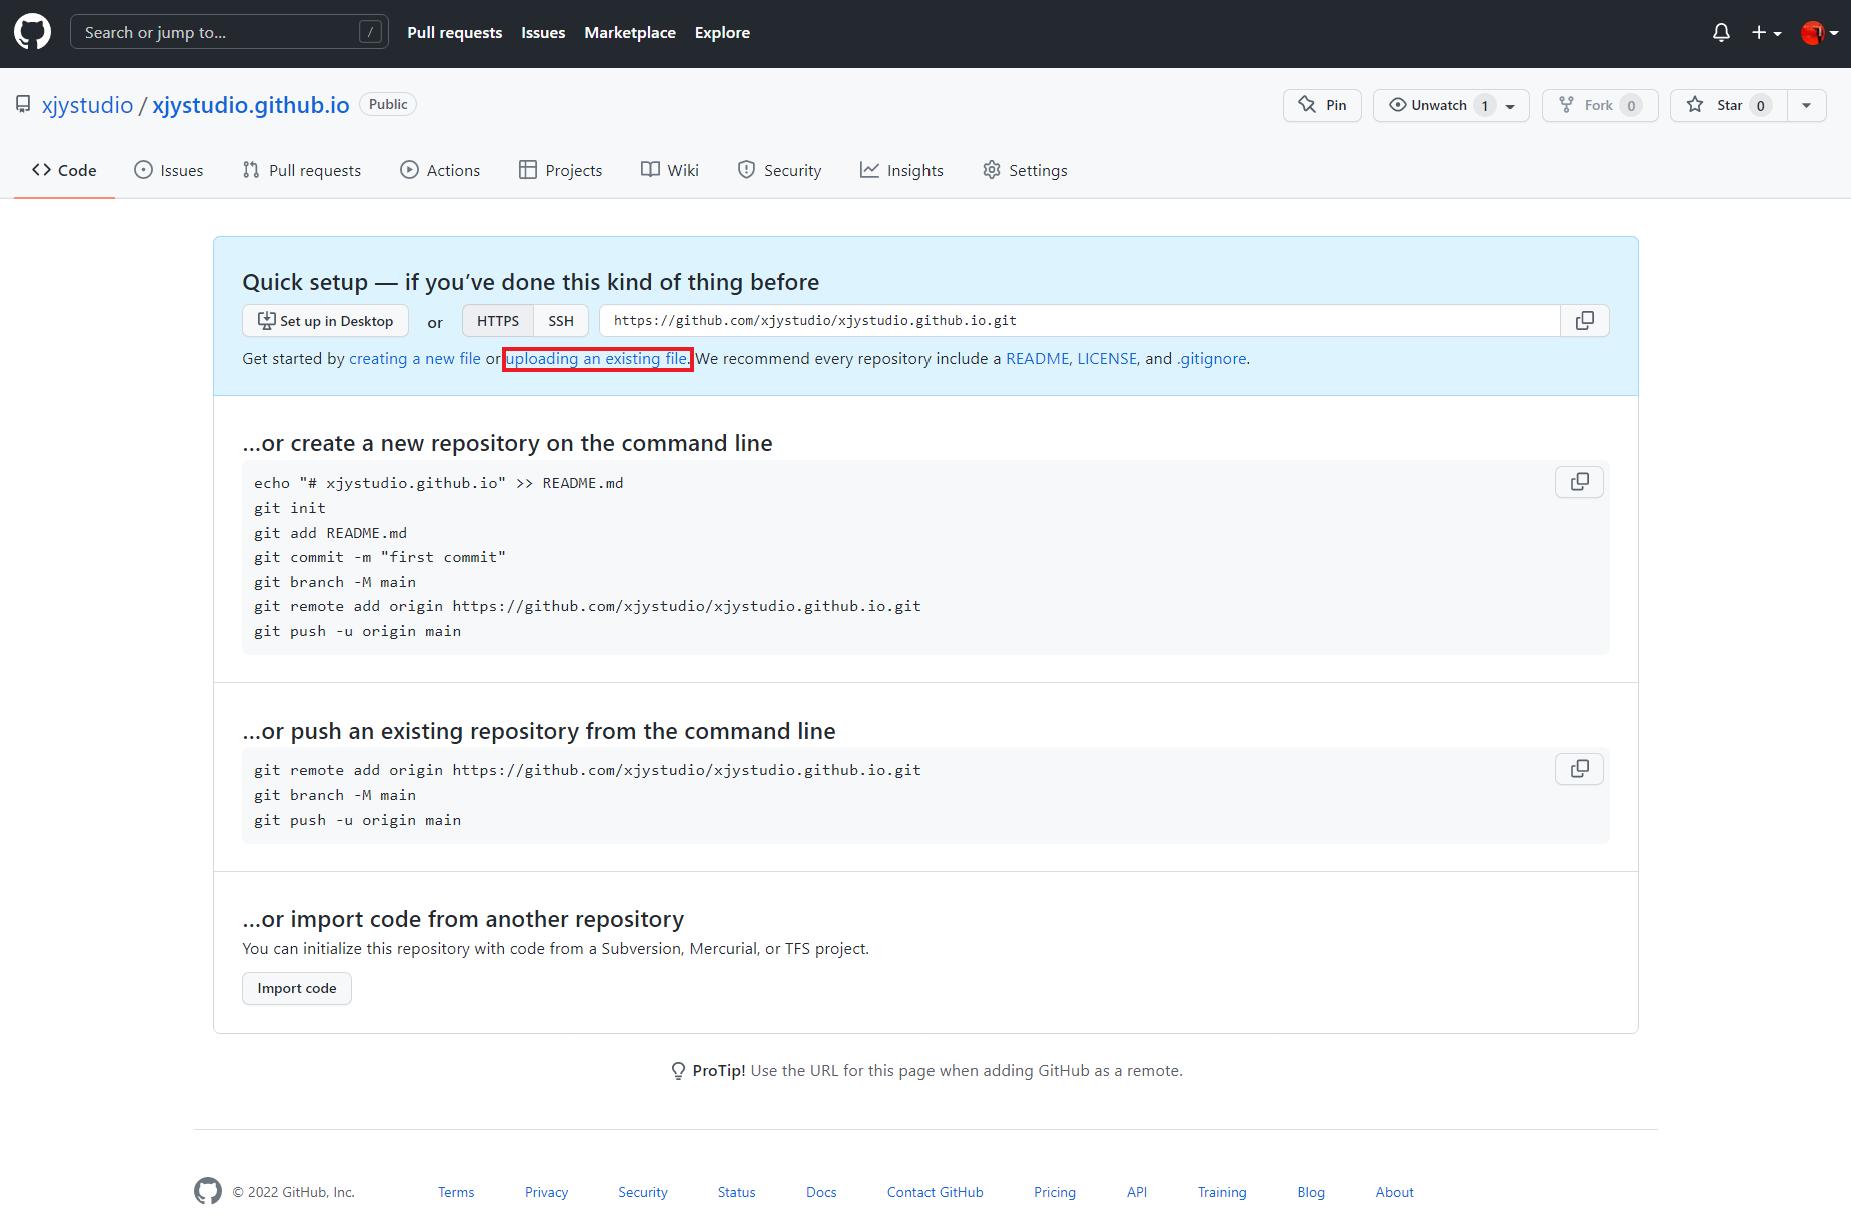 Search or jump to... /
Pull requests Issues Marketplace Explore
xjystudio / xjystudio.github.io Public
Pin Unwatch 1 Fork 0 Star 0
Code Issues Pull requests Actions Projects Wiki Security Insights Settings
Quick setup — if you’ve done this kind of thing before
Set up in Desktop or HTTPS SSH https://github.com/xjystudio/xjystudio.github.io.git
Get started by creating a new file or uploading an existing file. We recommend every repository include a README, LICENSE, and .gitignore.
…or create a new repository on the command line
echo "# xjystudio.github.io" >> README.md
git init
git add README.md
git commit -m "first commit"
git branch -M main
git remote add origin https://github.com/xjystudio/xjystudio.github.io.git
git push -u origin main
…or push an existing repository from the command line
git remote add origin https://github.com/xjystudio/xjystudio.github.io.git
git branch -M main
git push -u origin main
…or import code from another repository
You can initialize this repository with code from a Subversion, Mercurial, or TFS project.
Import code
ProTip! Use the URL for this page when adding GitHub as a remote.
© 2022 GitHub, Inc. Terms Privacy Security Status Docs Contact GitHub Pricing API Training Blog About